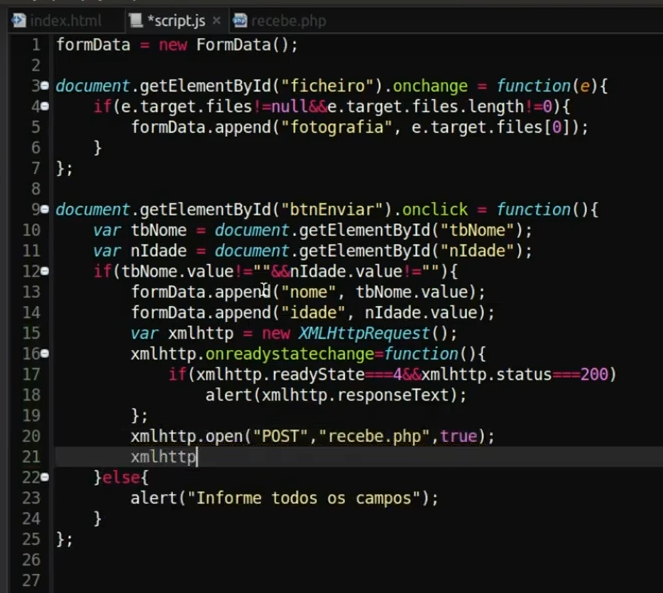 index.html *script.js × recebe.php
1 formData = new FormData();
2
3 document.getElementById("ficheiro").onchange = function(e){
4 if(e.target.files!=null&&e.target.files.length!=0){
5 formData.append("fotografia", e.target.files[0]);
6 }
7 };
8
9 document.getElementById("btnEnviar").onclick = function(){
10 var tbNome = document.getElementById("tbNome");
11 var nIdade = document.getElementById("nIdade");
12 if(tbNome.value!=""&&nIdade.value!=""){
13 formData.append("nome", tbNome.value);
14 formData.append("idade", nIdade.value);
15 var xmlhttp = new XMLHttpRequest();
16 xmlhttp.onreadystatechange=function(){
17 if(xmlhttp.readyState===4&&xmlhttp.status===200)
18 alert(xmlhttp.responseText);
19 };
20 xmlhttp.open("POST","recebe.php",true);
21 xmlhttp
22 }else{
23 alert("Informe todos os campos");
24 }
25 };
26
27